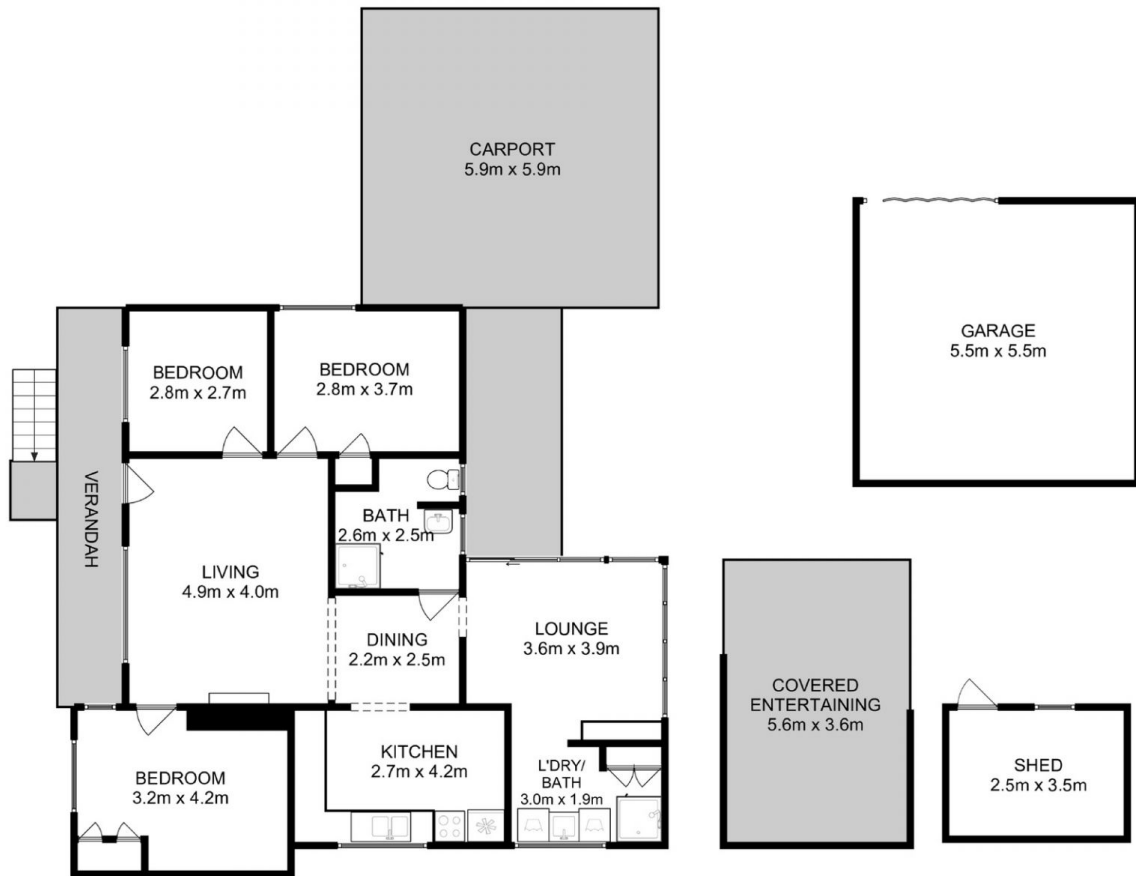 CARPORT
5.9m x 5.9m
GARAGE
5.5m x 5.5m
BEDROOM
2.8m x 2.7m
BEDROOM
2.8m x 3.7m
VERANDAH
BATH
2.6m x 2.5m
LIVING
4.9m x 4.0m
DINING
2.2m x 2.5m
LOUNGE
3.6m x 3.9m
COVERED
ENTERTAINING
5.6m x 3.6m
KITCHEN
2.7m x 4.2m
L'DRY/
BATH
3.0m x 1.9m
BEDROOM
3.2m x 4.2m
SHED
2.5m x 3.5m